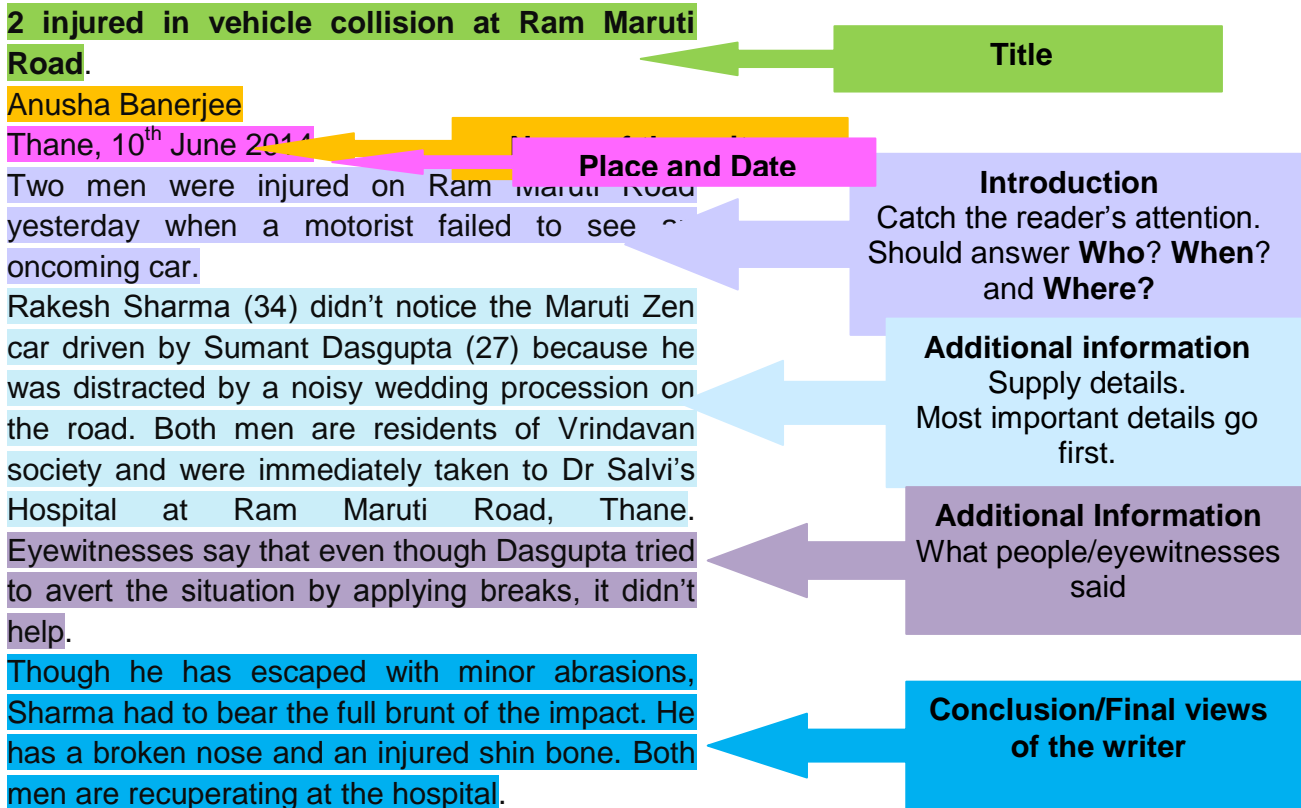 2 injured in vehicle collision at Ram Maruti
Road.
Anusha Banerjee
Thane, 10th June 2014
Two men were injured on Ram Maruti Road
yesterday when a motorist failed to see
oncoming car.
Rakesh Sharma (34) didn’t notice the Maruti Zen
car driven by Sumant Dasgupta (27) because he
was distracted by a noisy wedding procession on
the road. Both men are residents of Vrindavan
society and were immediately taken to Dr Salvi’s
Hospital at Ram Maruti Road, Thane.
Eyewitnesses say that even though Dasgupta tried
to avert the situation by applying breaks, it didn’t
help.
Though he has escaped with minor abrasions,
Sharma had to bear the full brunt of the impact. He
has a broken nose and an injured shin bone. Both
men are recuperating at the hospital.
Title
Place and Date
Introduction
Catch the reader’s attention.
Should answer Who? When?
and Where?
Additional information
Supply details.
Most important details go
first.
Additional Information
What people/eyewitnesses
said
Conclusion/Final views
of the writer